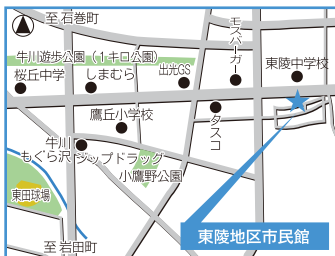 至 石巻町
牛川遊歩公園（1キロ公園）
桜丘中学
しまむら
出光GS
モスバーガー
東陵中学校
鷹丘小学校
タスコ
牛川
もぐら沢
ジップドラッグ
小鷹野公園
東田球場
至 岩田町
東陵地区市民館